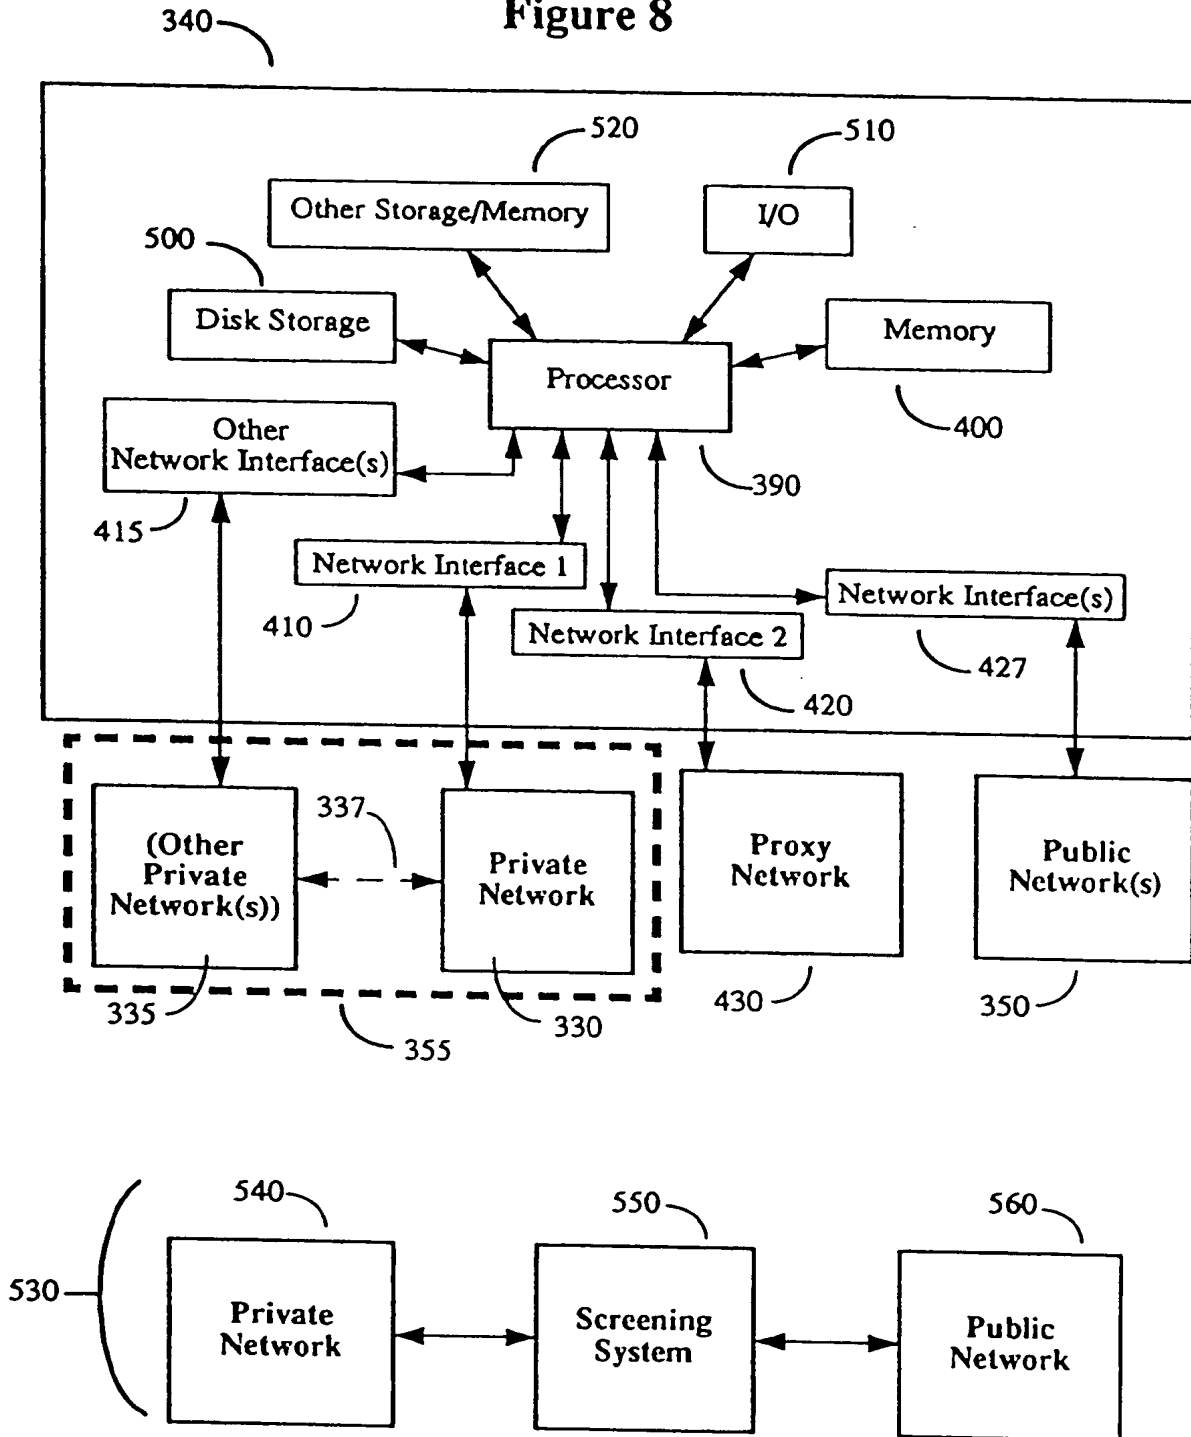 Figure 8
340
520
510
Other Storage/Memory
I/O
500
Disk Storage
Memory
Processor
400
Other
Network Interface(s)
390
415
Network Interface 1
Network Interface(s)
410
Network Interface 2
427
420
337
(Other
Private
Network(s))
Private
Network
Proxy
Network
Public
Network(s)
335
330
430
350
355
540
550
560
530
Private
Network
Screening
System
Public
Network